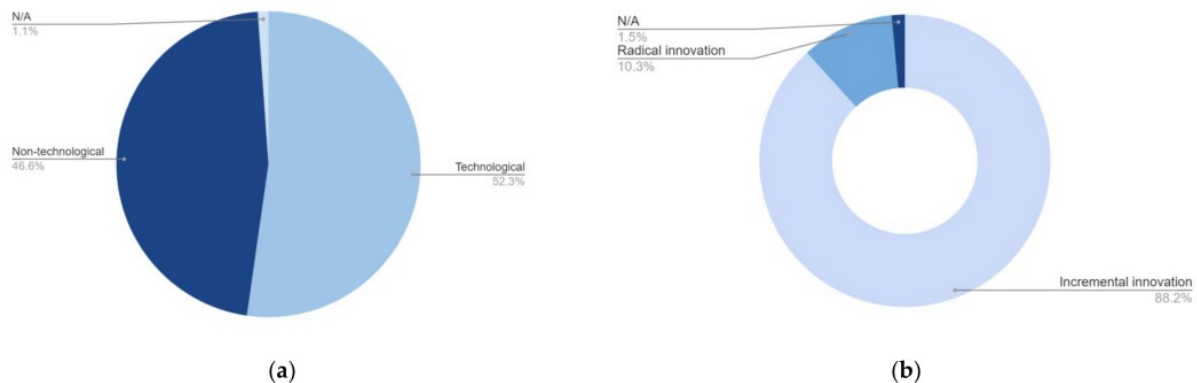 N/A
1.1%
Non-technological
46.6%
Technological
52.3%
(a)
N/A
1.5%
Radical innovation
10.3%
Incremental innovation
88.2%
(b)